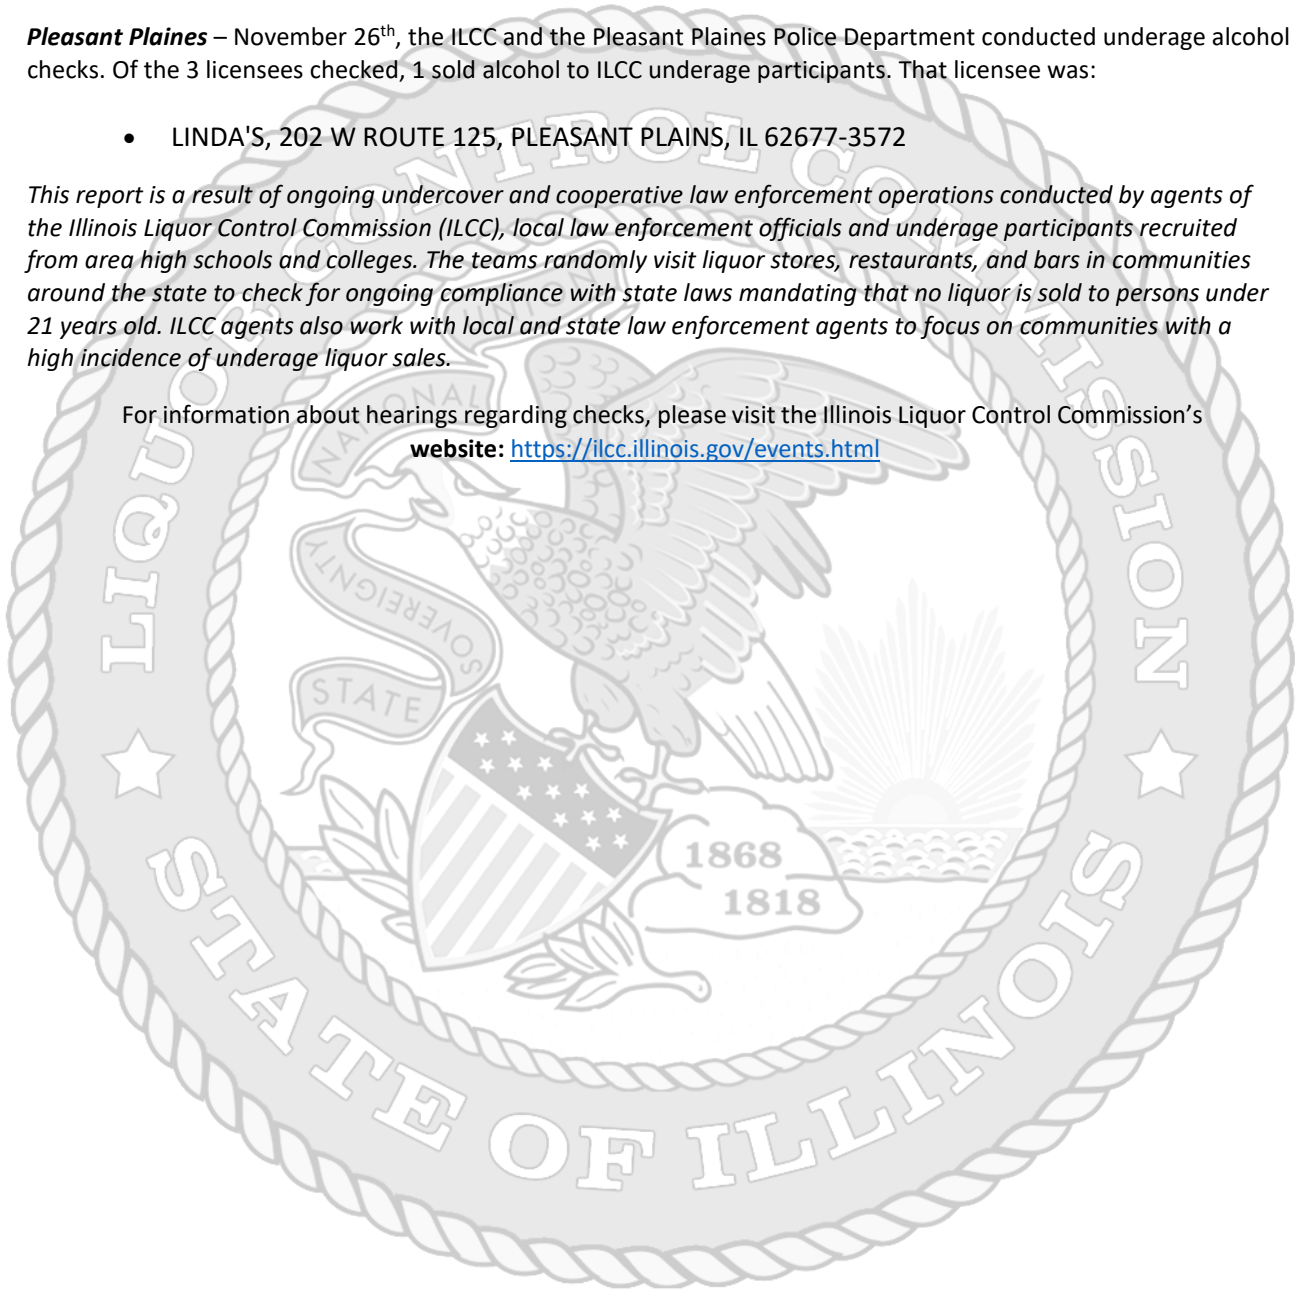 Pleasant Plaines – November 26th, the ILCC and the Pleasant Plaines Police Department conducted underage alcohol
checks. Of the 3 licensees checked, 1 sold alcohol to ILCC underage participants. That licensee was:
• LINDA'S, 202 W ROUTE 125, PLEASANT PLAINS, IL 62677-3572
This report is a result of ongoing undercover and cooperative law enforcement operations conducted by agents of
the Illinois Liquor Control Commission (ILCC), local law enforcement officials and underage participants recruited
from area high schools and colleges. The teams randomly visit liquor stores, restaurants, and bars in communities
around the state to check for ongoing compliance with state laws mandating that no liquor is sold to persons under
21 years old. ILCC agents also work with local and state law enforcement agents to focus on communities with a
high incidence of underage liquor sales.
For information about hearings regarding checks, please visit the Illinois Liquor Control Commission’s
website: https://ilcc.illinois.gov/events.html
LIQUOR CONTROL COMMISSION
STATE OF ILLINOIS
NATIONAL UNION
STATE SOVEREIGNTY
1868
1818